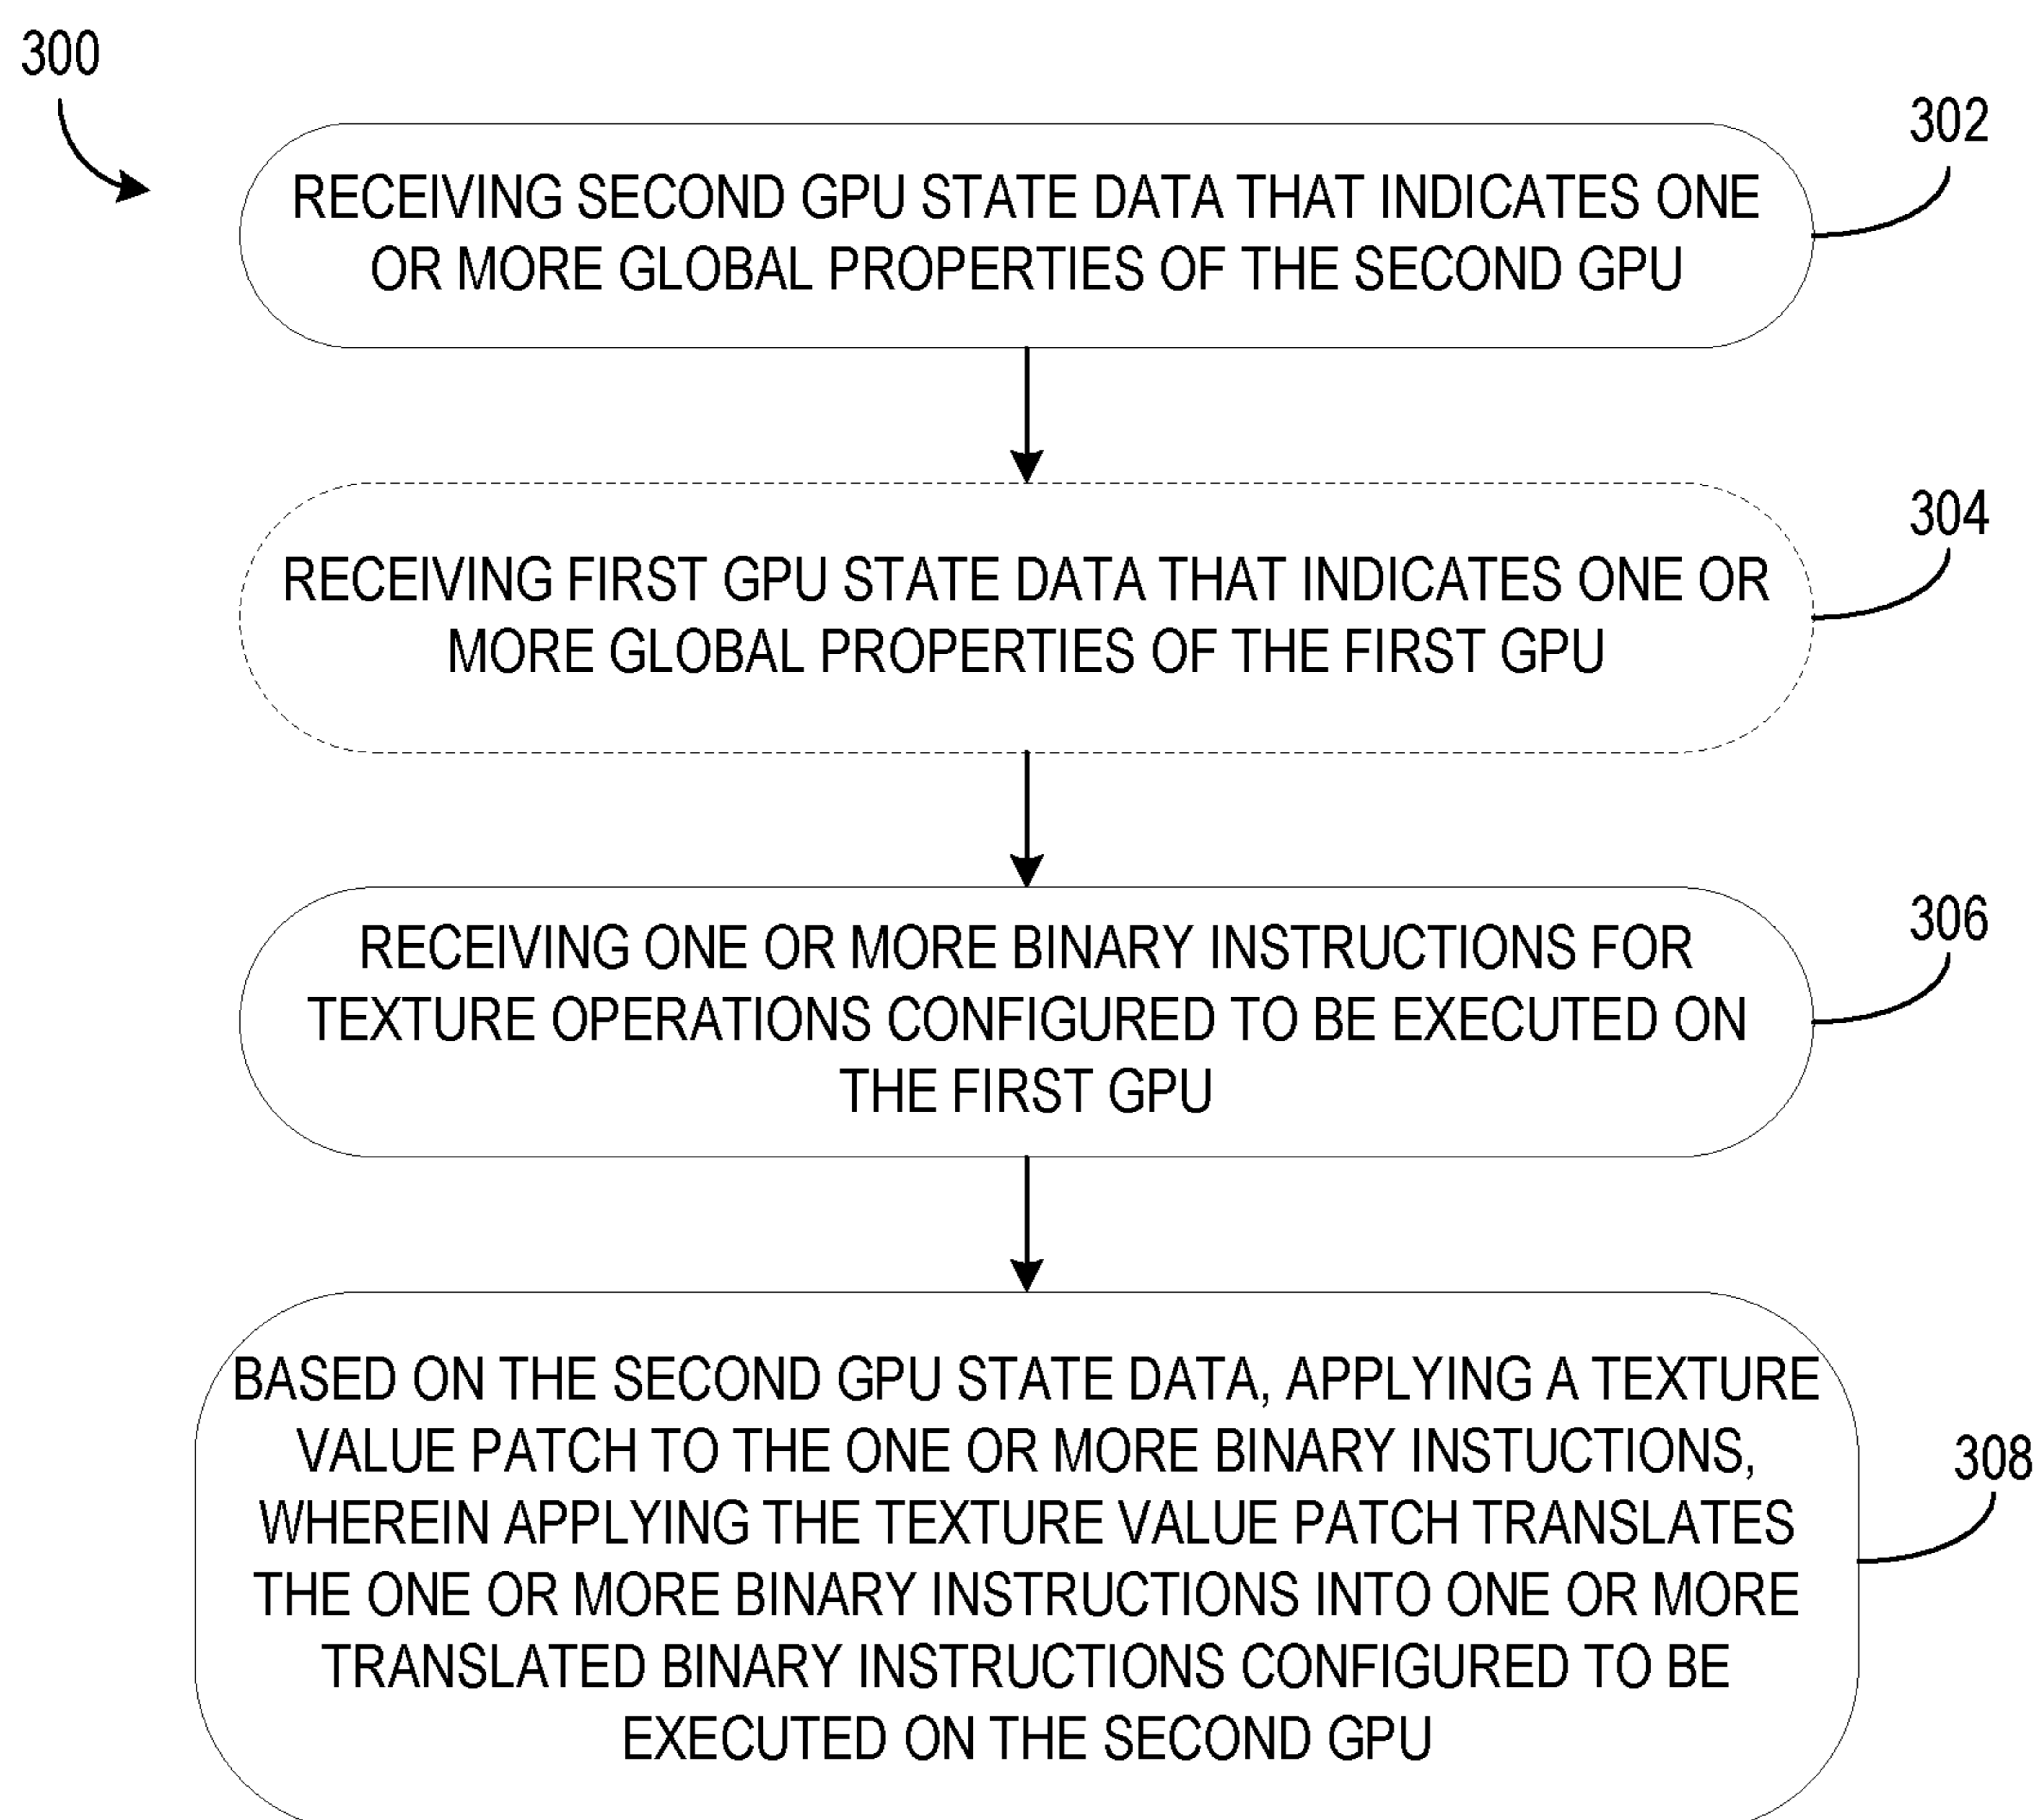 300
302
RECEIVING SECOND GPU STATE DATA THAT INDICATES ONE
OR MORE GLOBAL PROPERTIES OF THE SECOND GPU
304
RECEIVING FIRST GPU STATE DATA THAT INDICATES ONE OR
MORE GLOBAL PROPERTIES OF THE FIRST GPU
306
RECEIVING ONE OR MORE BINARY INSTRUCTIONS FOR
TEXTURE OPERATIONS CONFIGURED TO BE EXECUTED ON
THE FIRST GPU
308
BASED ON THE SECOND GPU STATE DATA, APPLYING A TEXTURE
VALUE PATCH TO THE ONE OR MORE BINARY INSTUCTIONS,
WHEREIN APPLYING THE TEXTURE VALUE PATCH TRANSLATES
THE ONE OR MORE BINARY INSTRUCTIONS INTO ONE OR MORE
TRANSLATED BINARY INSTRUCTIONS CONFIGURED TO BE
EXECUTED ON THE SECOND GPU